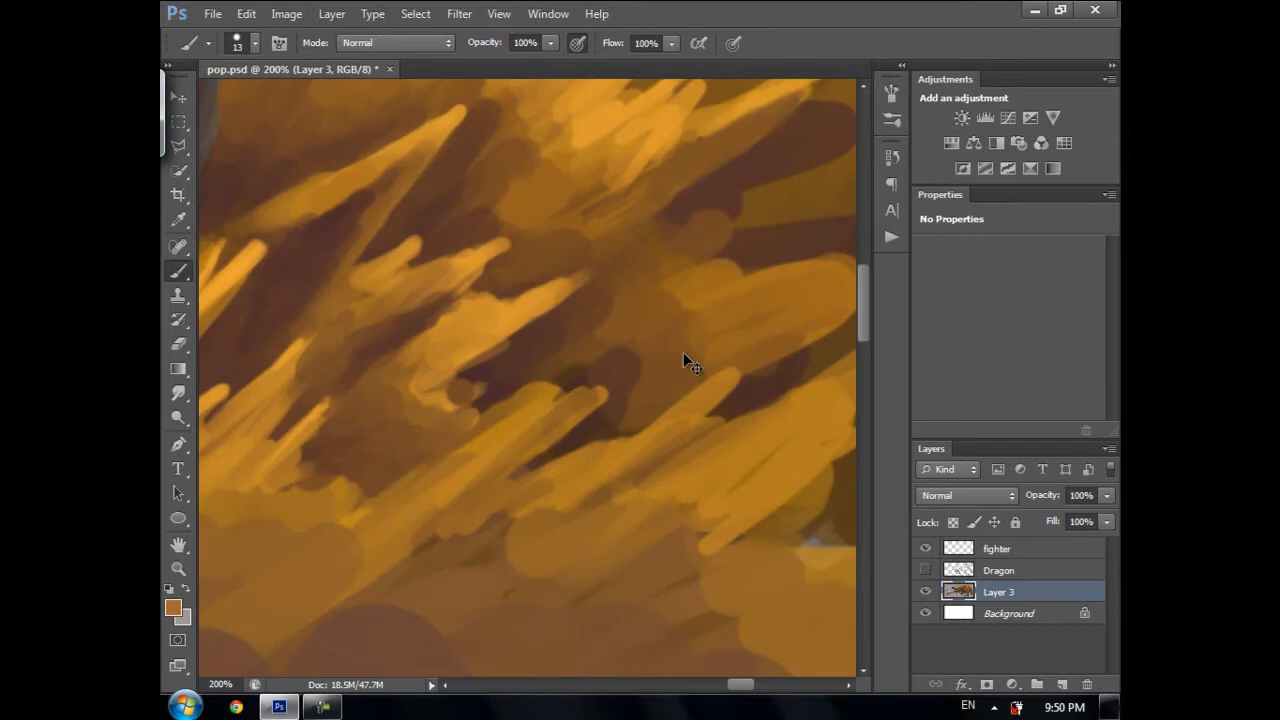 Ps File Edit Image Layer Type Select Filter View Window Help
13 Mode: Normal Opacity: 100% Flow: 100%
pop.psd @ 200% (Layer 3, RGB/8) * ×
Adjustments
Add an adjustment
Properties
No Properties
Layers
Kind
Normal Opacity: 100%
Lock: Fill: 100%
fighter
Dragon
Layer 3
Background
200% Doc: 18.5M/47.7M
Ps EN 9:50 PM